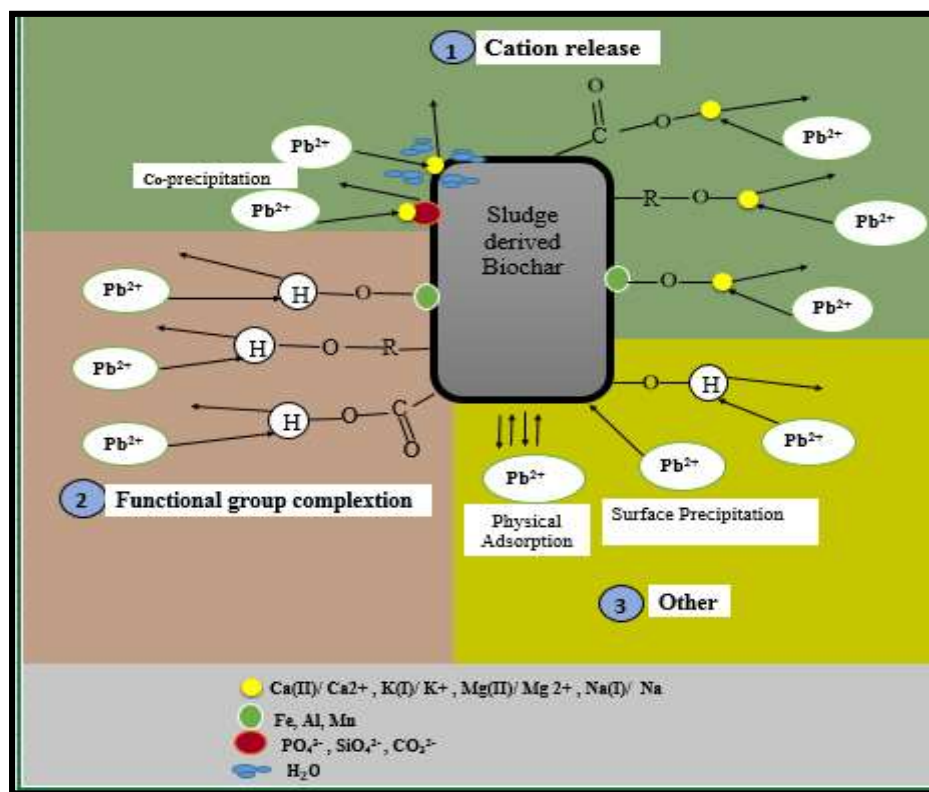 1 Cation release
O
C
O
Pb²⁺
Pb²⁺
Co-precipitation
Pb²⁺
R
O
Pb²⁺
Sludge
derived
Biochar
O
Pb²⁺
Pb²⁺
H
O
Pb²⁺
H
O
R
Pb²⁺
H
O
C
O
O
H
Pb²⁺
Pb²⁺
Pb²⁺
2 Functional group complextion
Physical
Adsorption
Surface Precipitation
3 Other
Ca(II)/ Ca2+ , K(I)/ K+ , Mg(II)/ Mg 2+ , Na(I)/ Na
Fe, Al, Mn
PO₄²⁻ , SiO₄²⁻ , CO₃²⁻
H₂O